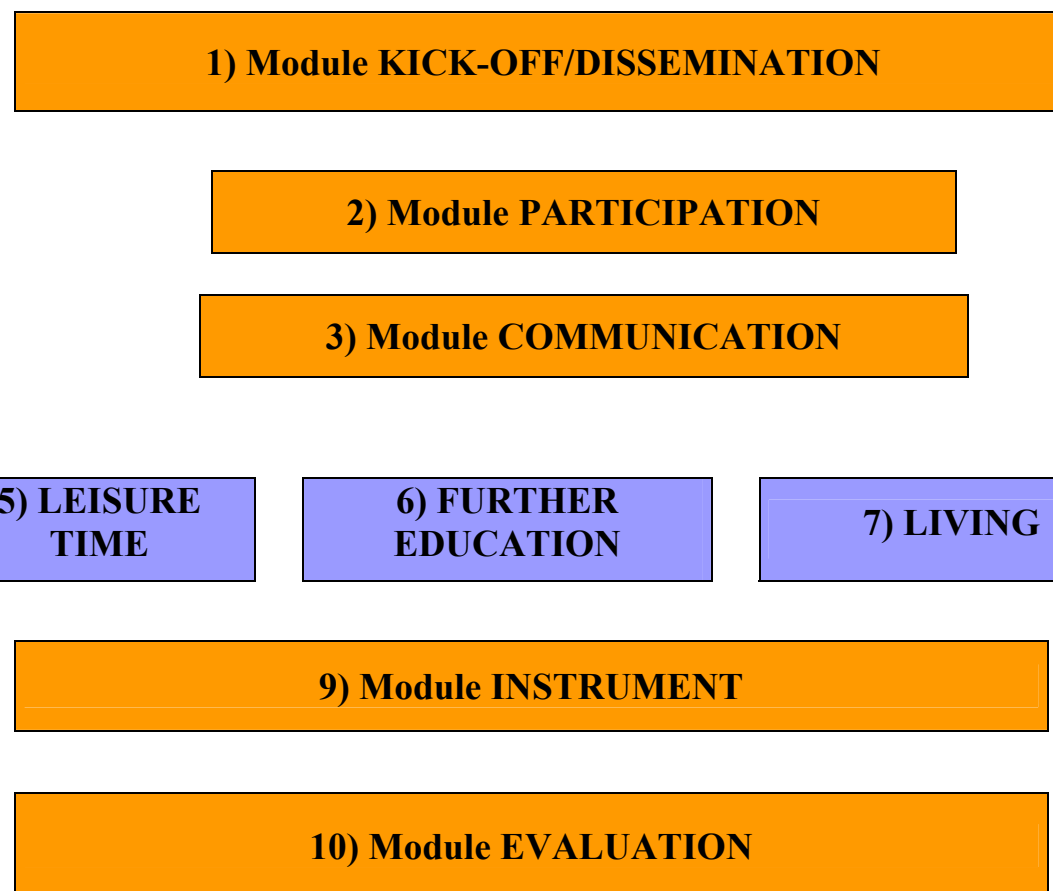 1) Module KICK-OFF/DISSEMINATION
2) Module PARTICIPATION
3) Module COMMUNICATION
5) LEISURE
TIME
6) FURTHER
EDUCATION
7) LIVING
9) Module INSTRUMENT
10) Module EVALUATION